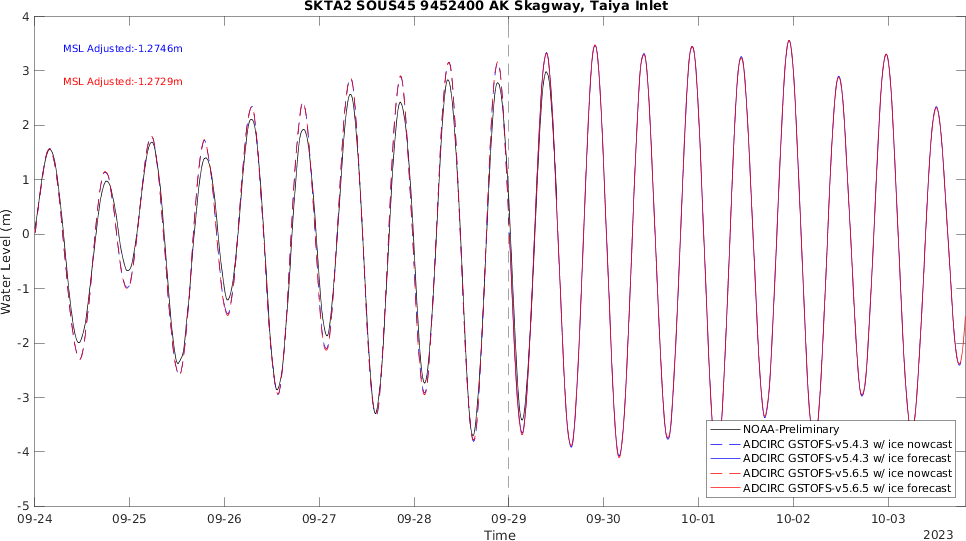 SKTA2 SOUS45 9452400 AK Skagway, Taiya Inlet
4
MSL Adjusted:-1.2746m
3
MSL Adjusted:-1.2729m
2
1
0
Water Level (m)
-1
-2
-3
-4
-5
NOAA-Preliminary
ADCIRC GSTOFS-v5.4.3 w/ ice nowcast
ADCIRC GSTOFS-v5.4.3 w/ ice forecast
ADCIRC GSTOFS-v5.6.5 w/ ice nowcast
ADCIRC GSTOFS-v5.6.5 w/ ice forecast
09-24 09-25 09-26 09-27 09-28 09-29 09-30 10-01 10-02 10-03
Time
2023